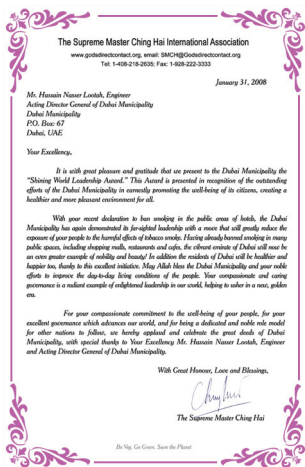 The Supreme Master Ching Hai International Association
www.godsdirectcontact.org, email: SMCH@Godsdirectcontact.org
Tel: 1-408-218-2635; Fax: 1-928-222-3333
January 31, 2008
Mr. Hussain Nasser Lootah, Engineer
Acting Director General of Dubai Municipality
Dubai Municipality
P.O. Box: 67
Dubai, UAE
Your Excellency,
It is with great pleasure and gratitude that we present to the Dubai Municipality the
"Shining World Leadership Award." This Award is presented in recognition of the outstanding
efforts of the Dubai Municipality in earnestly promoting the well-being of its citizens, creating a
healthier and more pleasant environment for all.
With your recent declaration to ban smoking in the public areas of hotels, the Dubai
Municipality has again demonstrated its far-sighted leadership with a move that will greatly reduce the
exposure of your people to the harmful effects of tobacco smoke. Having already banned smoking in many
public spaces, including shopping malls, restaurants and cafes, the vibrant emirate of Dubai will now be
an even greater example of nobility and beauty! In addition the residents of Dubai will be healthier and
happier too, thanks to this excellent initiative. May Allah bless the Dubai Municipality and your noble
efforts to improve the day-to-day living conditions of the people. Your compassionate and caring
governance is a radiant example of enlightened leadership in our world, helping to usher in a new, golden
era.
For your compassionate commitment to the well-being of your people, for your
excellent governance which advances our world, and for being a dedicated and noble role model
for other nations to follow, we hereby applaud and celebrate the great deeds of Dubai
Municipality, with special thanks to Your Excellency Mr. Hussain Nasser Lootah, Engineer
and Acting Director General of Dubai Municipality.
With Great Honour, Love and Blessings,
The Supreme Master Ching Hai
Be Veg. Go Green. Save the Planet